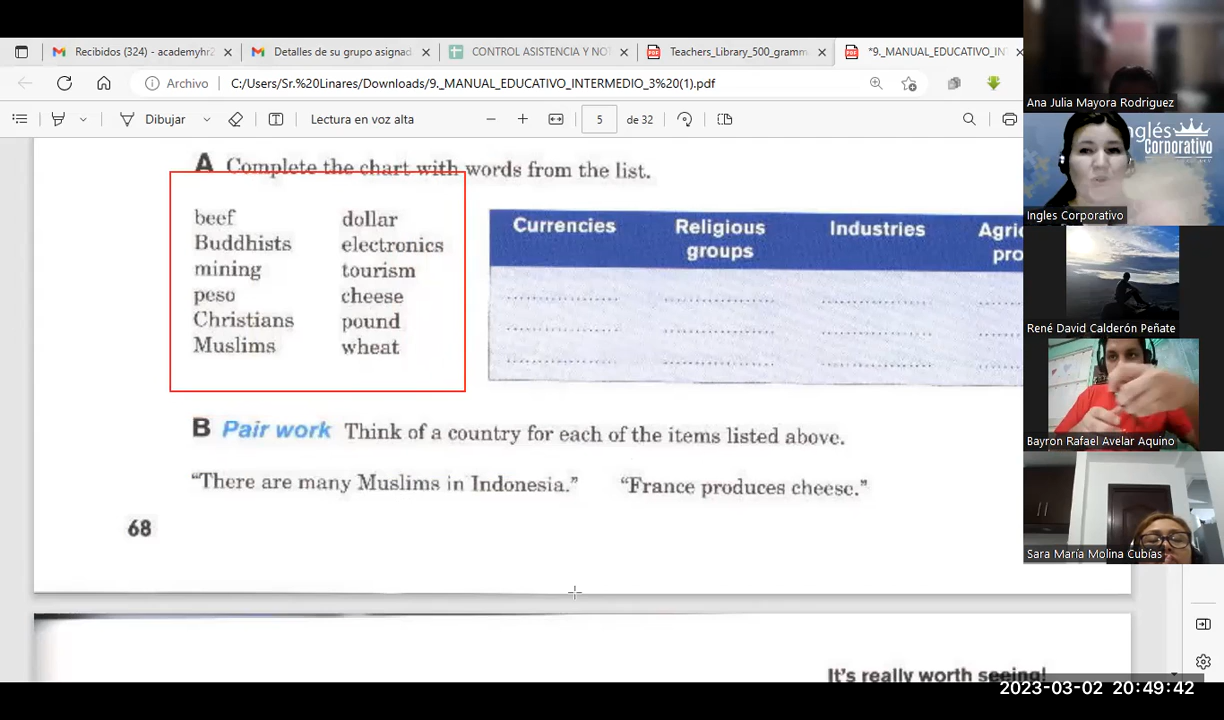 Recibidos (324) - academyhr2
Detalles de su grupo asignad
CONTROL ASISTENCIA Y NOT
Teachers_Library_500_gramm
*9._MANUAL_EDUCATIVO_IN
Archivo
C:/Users/Sr.%20Linares/Downloads/9._MANUAL_EDUCATIVO_INTERMEDIO_3%20(1).pdf
Dibujar
Lectura en voz alta
5
de 32
A Complete the chart with words from the list.
beef dollar
Buddhists electronics
mining tourism
peso cheese
Christians pound
Muslims wheat
Currencies
Religious
groups
Industries
Agri
pro
B Pair work Think of a country for each of the items listed above.
“There are many Muslims in Indonesia.” “France produces cheese.”
68
It's really worth seeing!
Ana Julia Mayora Rodriguez
Inglés
Corporativo
Ingles Corporativo
René David Calderón Peñate
Bayron Rafael Avelar Aquino
Sara María Molina Cubías
2023-03-02 20:49:42